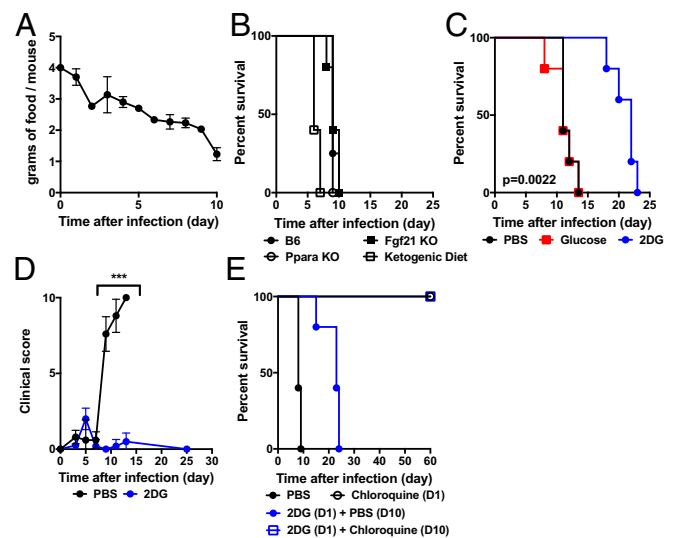 A
grams of food / mouse
5
4
3
2
1
0
0
2
4
6
8
10
Time after infection (day)
B
Percent survival
100
50
0
0
5
10
15
20
25
Time after infection (day)
B6
Fgf21 KO
Ppara KO
Ketogenic Diet
C
Percent survival
100
50
0
p=0.0022
0
5
10
15
20
25
Time after infection (day)
PBS
Glucose
2DG
D
***
Clinical score
10
5
0
0
5
10
15
20
25
30
Time after infection (day)
PBS
2DG
E
Percent survival
100
50
0
0
10
20
30
40
50
60
Time after infection (day)
PBS
Chloroquine (D1)
2DG (D1) + PBS (D10)
2DG (D1) + Chloroquine (D10)